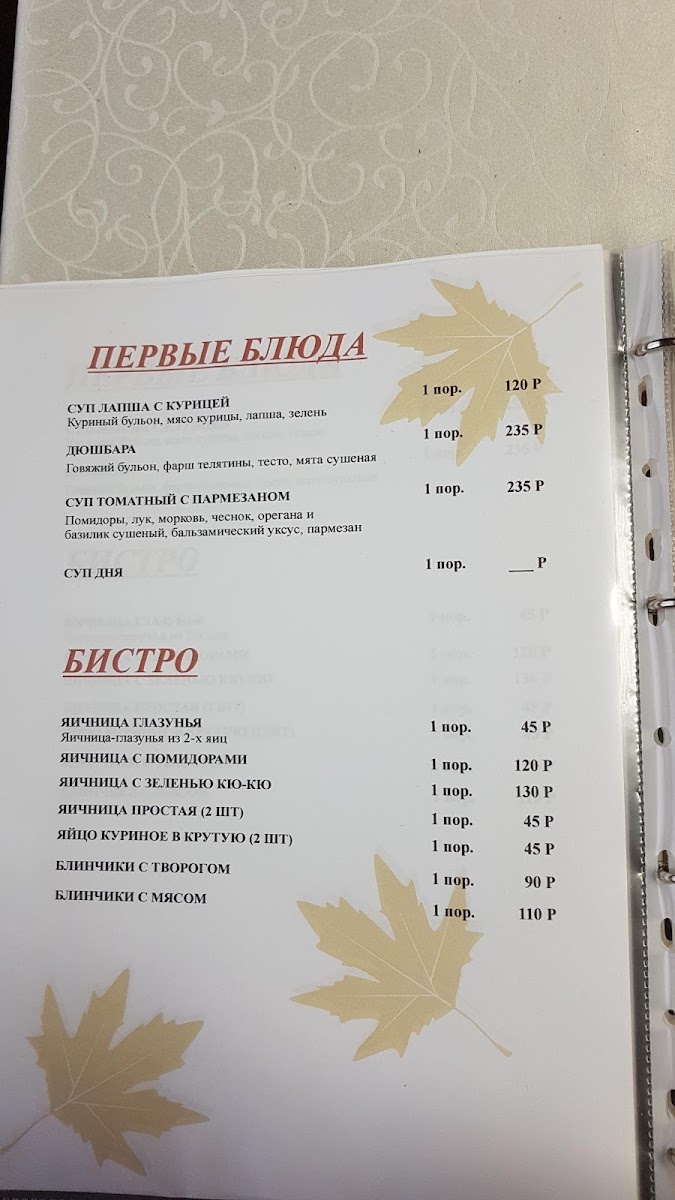 ПЕРВЫЕ БЛЮДА
СУП ЛАПША С КУРИЦЕЙ 1 пор. 120 Р
Куриный бульон, мясо курицы, лапша, зелень
ДЮШБАРА 1 пор. 235 Р
Говяжий бульон, фарш телятины, тесто, мята сушеная
СУП ТОМАТНЫЙ С ПАРМЕЗАНОМ 1 пор. 235 Р
Помидоры, лук, морковь, чеснок, орегана и
базилик сушеный, бальзамический уксус, пармезан
СУП ДНЯ 1 пор. ___ Р
БИСТРО
ЯИЧНИЦА ГЛАЗУНЬЯ 1 пор. 45 Р
Яичница-глазунья из 2-х яиц
ЯИЧНИЦА С ПОМИДОРАМИ 1 пор. 120 Р
ЯИЧНИЦА С ЗЕЛЕНЬЮ КЮ-КЮ 1 пор. 130 Р
ЯИЧНИЦА ПРОСТАЯ (2 ШТ) 1 пор. 45 Р
ЯЙЦО КУРИНОЕ В КРУТУЮ (2 ШТ) 1 пор. 45 Р
БЛИНЧИКИ С ТВОРОГОМ 1 пор. 90 Р
БЛИНЧИКИ С МЯСОМ 1 пор. 110 Р